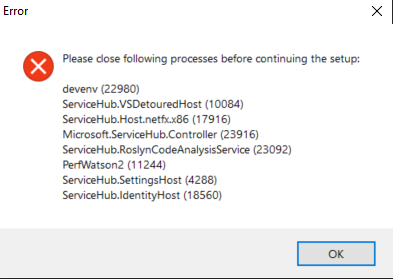 Error
Please close following processes before continuing the setup:
devenv (22980)
ServiceHub.VSDetouredHost (10084)
ServiceHub.Host.netfx.x86 (17916)
Microsoft.ServiceHub.Controller (23916)
ServiceHub.RoslynCodeAnalysisService (23092)
PerfWatson2 (11244)
ServiceHub.SettingsHost (4288)
ServiceHub.IdentityHost (18560)
OK